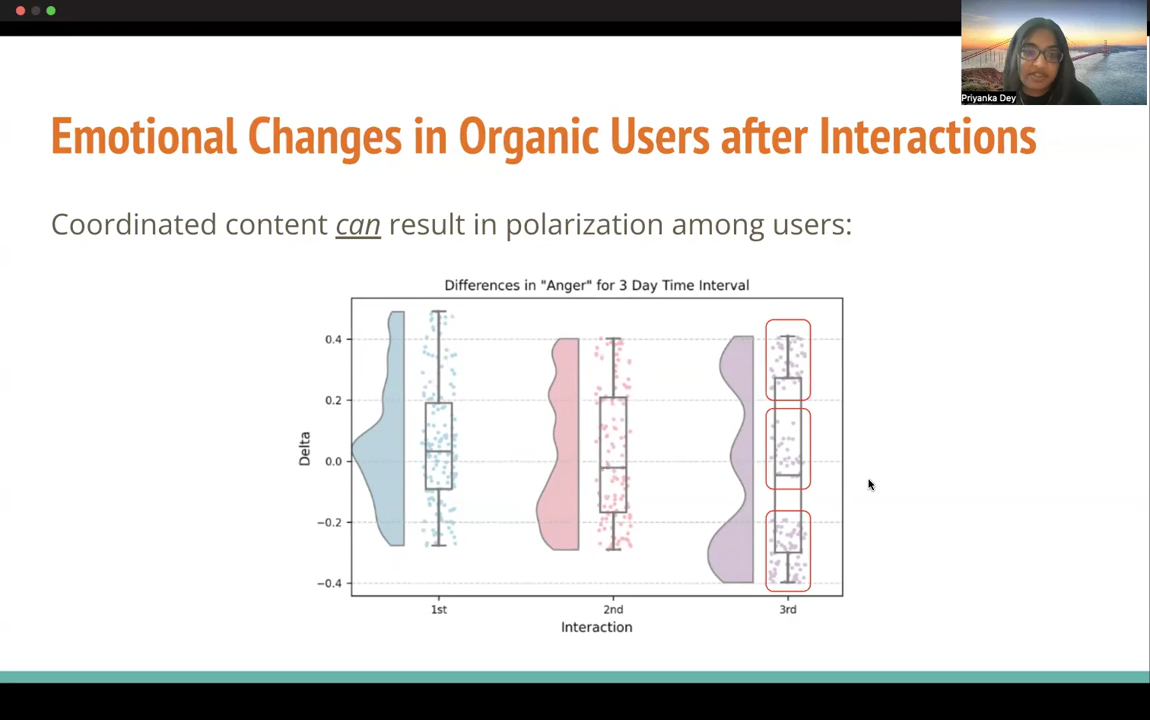 Priyanka Dey
Emotional Changes in Organic Users after Interactions
Coordinated content can result in polarization among users:
Differences in "Anger" for 3 Day Time Interval
Delta
0.4
0.2
0.0
−0.2
−0.4
1st 2nd 3rd
Interaction